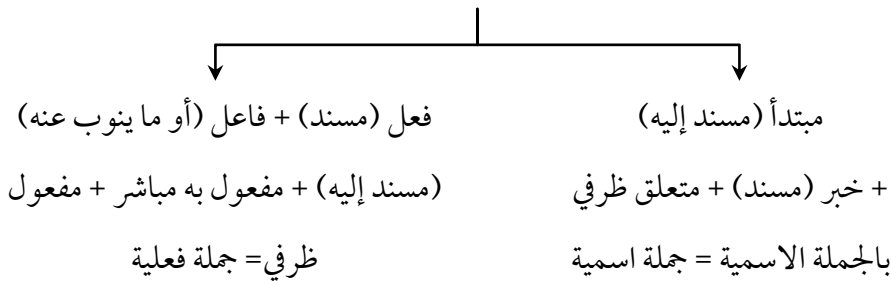 مبتدأ (مسند إليه)
+ خبر (مسند) + متعلق ظرفي
بالجملة الاسمية = جملة اسمية
فعل (مسند) + فاعل (أو ما ينوب عنه)
(مسند إليه) + مفعول به مباشر + مفعول
ظرفي= جملة فعلية